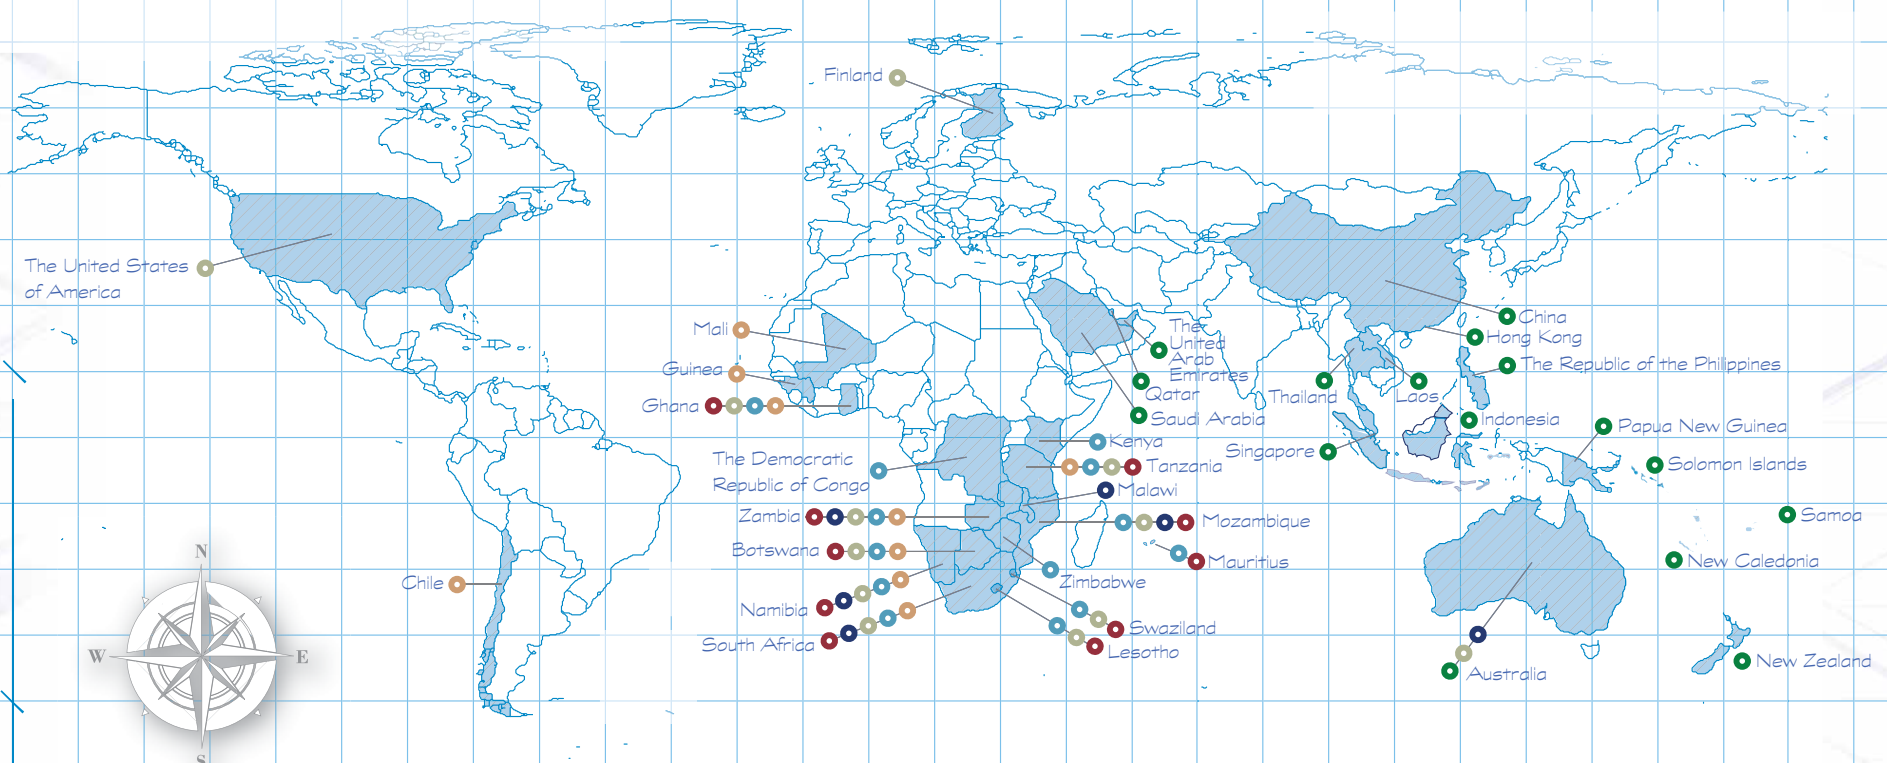 Finland
The United States
of America
Mali
Guinea
Ghana
The
United
Arab
Emirates
Qatar
Saudi Arabia
China
Hong Kong
The Republic of the Philippines
Thailand
Laos
Indonesia
Singapore
Papua New Guinea
Solomon Islands
Samoa
New Caledonia
New Zealand
Australia
Kenya
Tanzania
Malawi
Mozambique
Mauritius
Zimbabwe
Swaziland
Lesotho
The Democratic
Republic of Congo
Zambia
Botswana
Namibia
South Africa
Chile
N
W
E
S